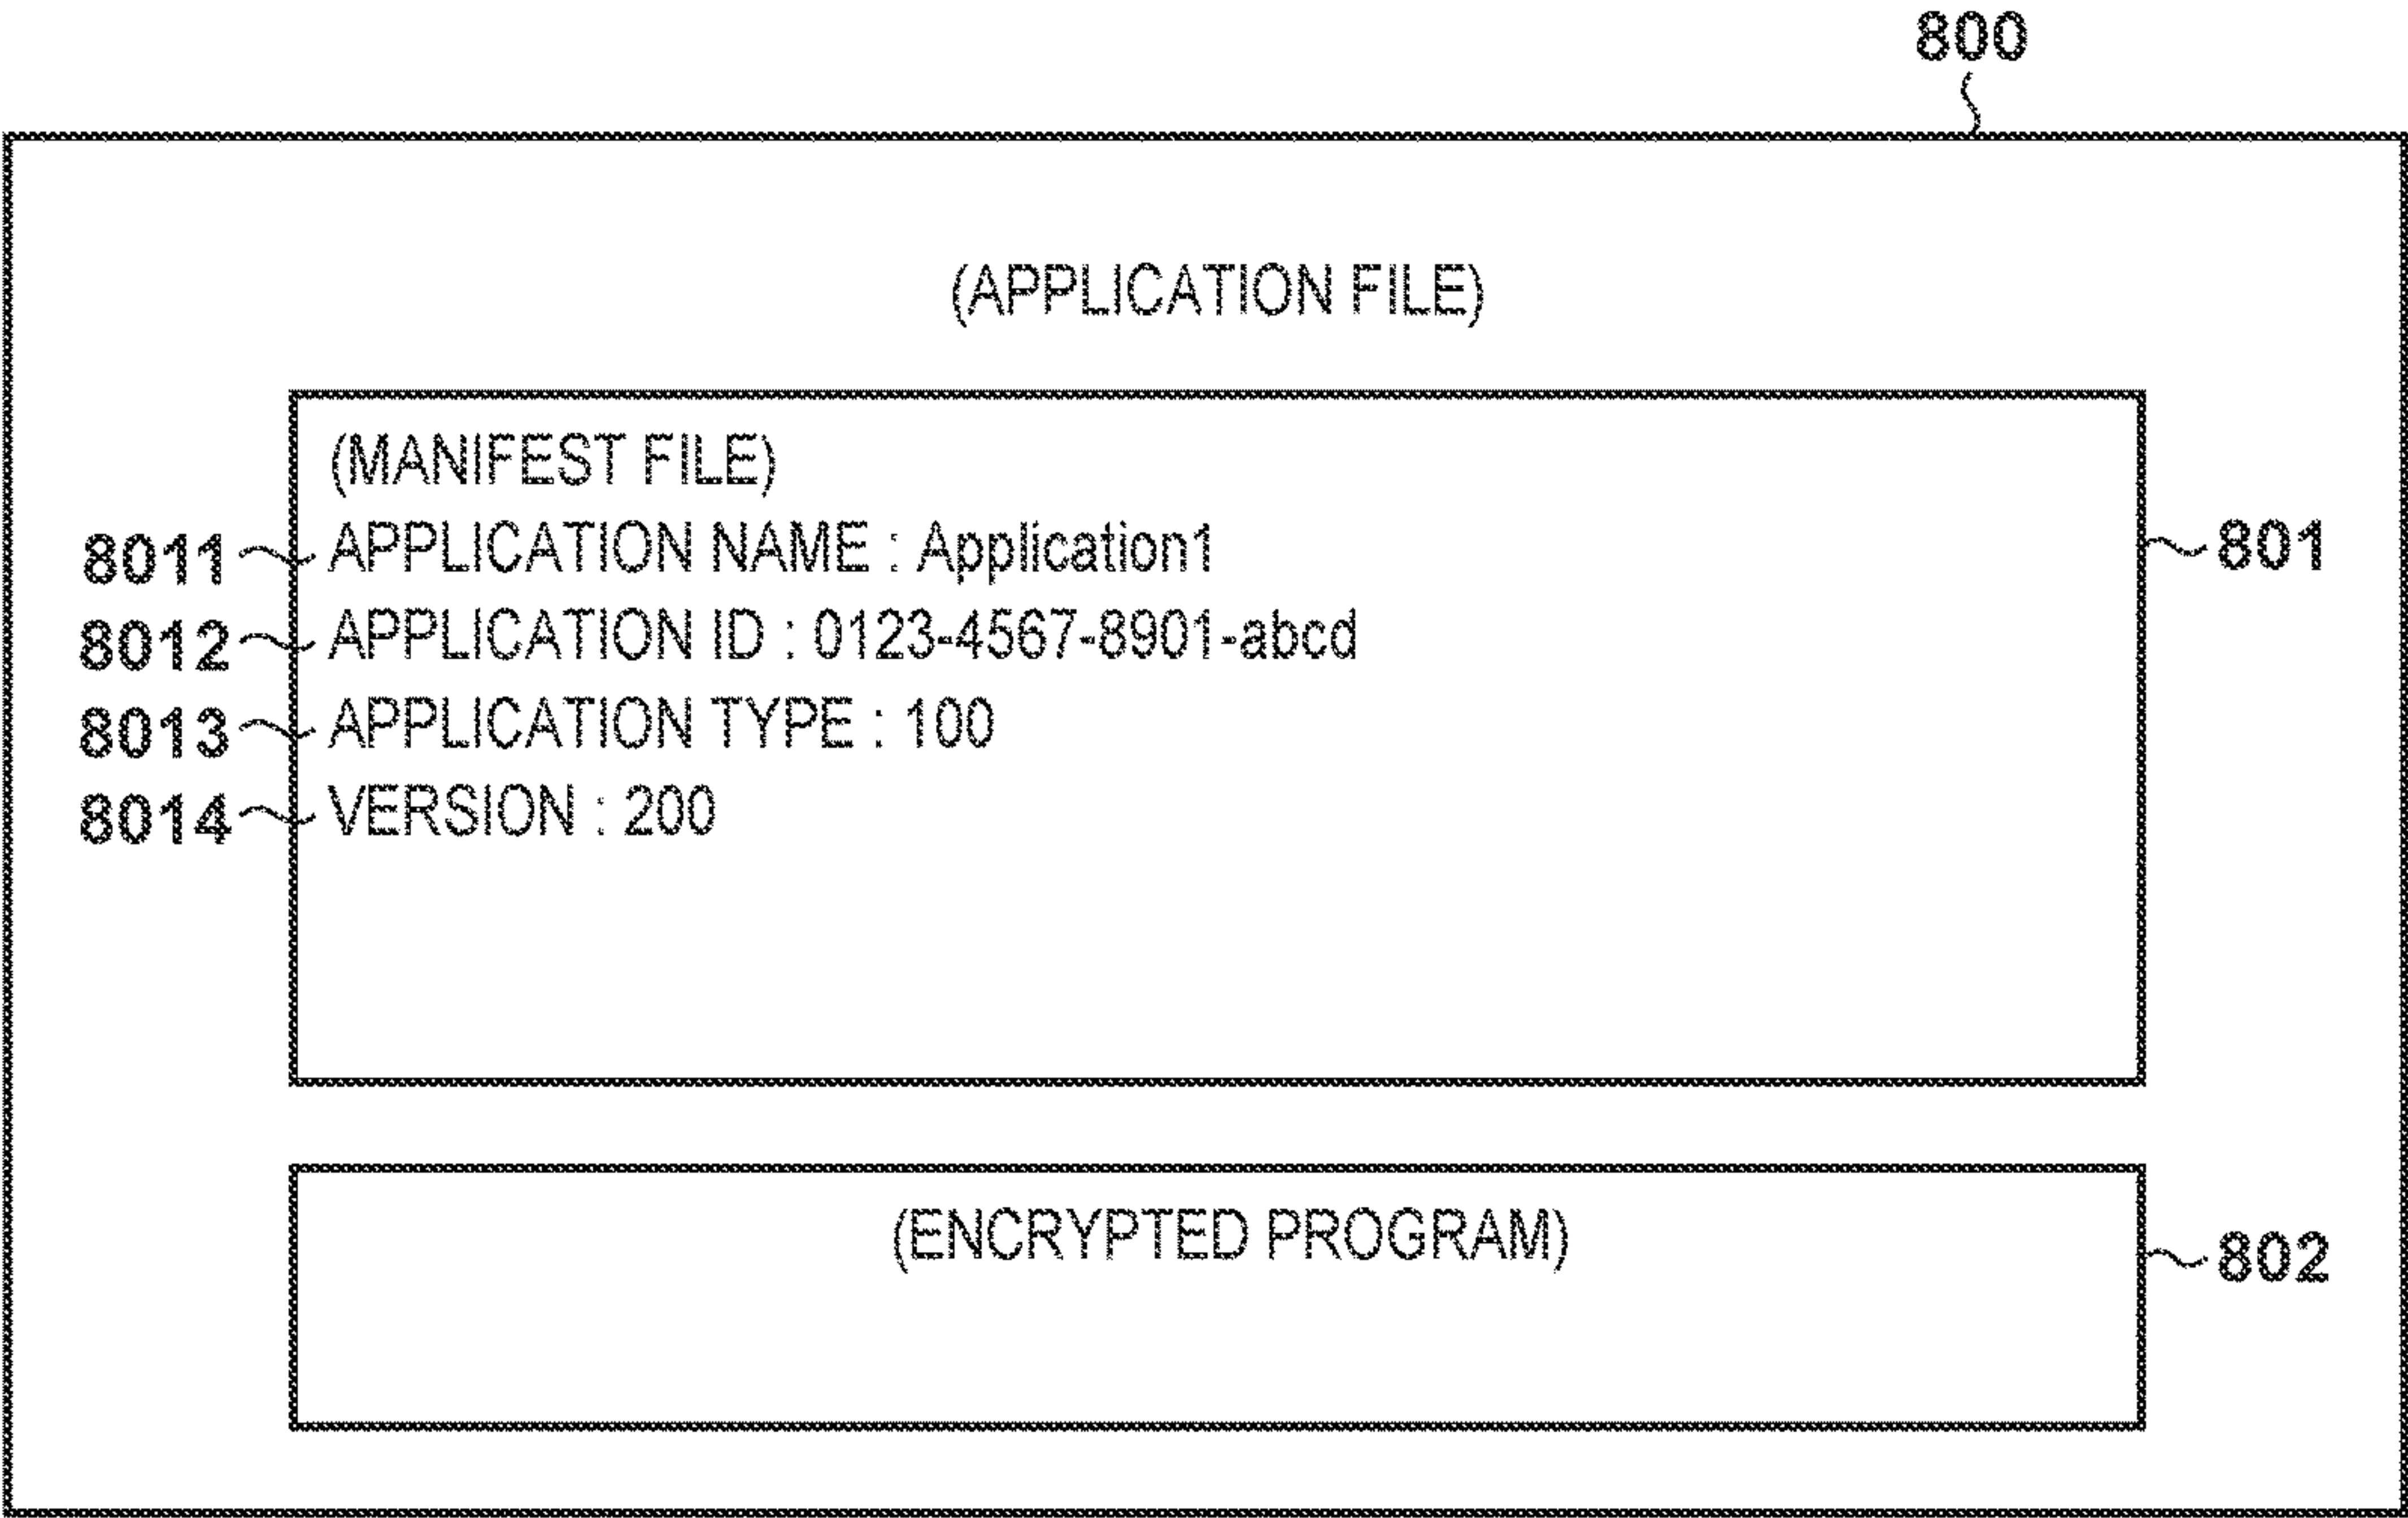 800
(APPLICATION FILE)
(MANIFEST FILE)
8011 APPLICATION NAME : Application1 801
8012 APPLICATION ID : 0123-4567-8901-abcd
8013 APPLICATION TYPE : 100
8014 VERSION : 200
(ENCRYPTED PROGRAM)
802